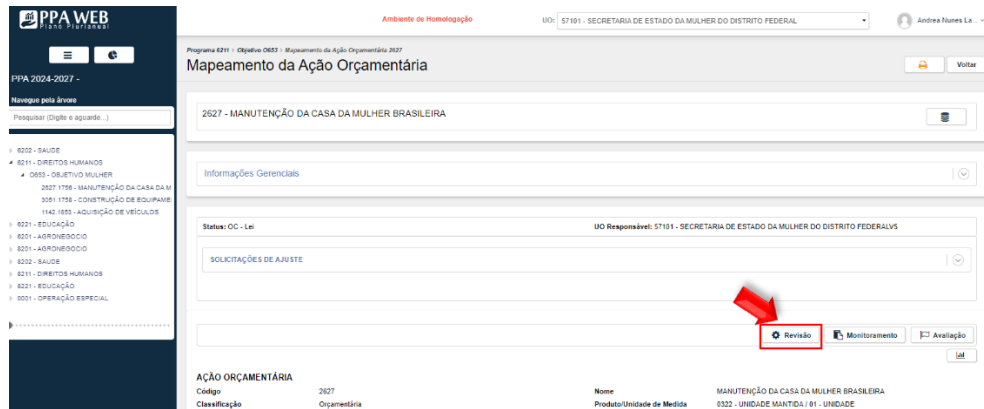 PPA WEB
Plano Plurianual
Ambiente de Homologação
UO: 57101 - SECRETARIA DE ESTADO DA MULHER DO DISTRITO FEDERAL
Andrea Nunes La...
PPA 2024-2027 -
Navegue pela árvore
Pesquisar (Digite e aguarde...)
6202 - SAUDE
6211 - DIREITOS HUMANOS
O653 - OBJETIVO MULHER
2627.1756 - MANUTENÇÃO DA CASA DA M
3051.1758 - CONSTRUÇÃO DE EQUIPAME
1142.1853 - AQUISIÇÃO DE VEÍCULOS
6221 - EDUCAÇÃO
6201 - AGRONEGOCIO
8201 - AGRONEGOCIO
8202 - SAUDE
8211 - DIREITOS HUMANOS
8221 - EDUCAÇÃO
0001 - OPERAÇÃO ESPECIAL
Programa 6211 > Objetivo O653 > Mapeamento da Ação Orçamentária 2627
Mapeamento da Ação Orçamentária
Voltar
2627 - MANUTENÇÃO DA CASA DA MULHER BRASILEIRA
Informações Gerenciais
Status: OC - Lei
UO Responsável: 57101 - SECRETARIA DE ESTADO DA MULHER DO DISTRITO FEDERALV5
SOLICITAÇÕES DE AJUSTE
Revisão
Monitoramento
Avaliação
AÇÃO ORÇAMENTÁRIA
Código 2627 Nome MANUTENÇÃO DA CASA DA MULHER BRASILEIRA
Classificação Orçamentária Produto/Unidade de Medida 0322 - UNIDADE MANTIDA / 01 - UNIDADE